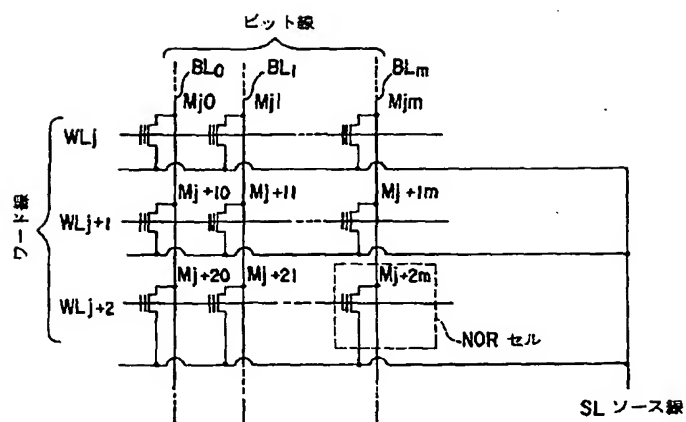 ビット線
BL0 BL1 BLm
Mj0 Mj1 Mjm
WLj
ワード線
Mj+10 Mj+11 Mj+1m
WLj+1
Mj+20 Mj+21 Mj+2m
WLj+2
NOR セル
SL ソース線